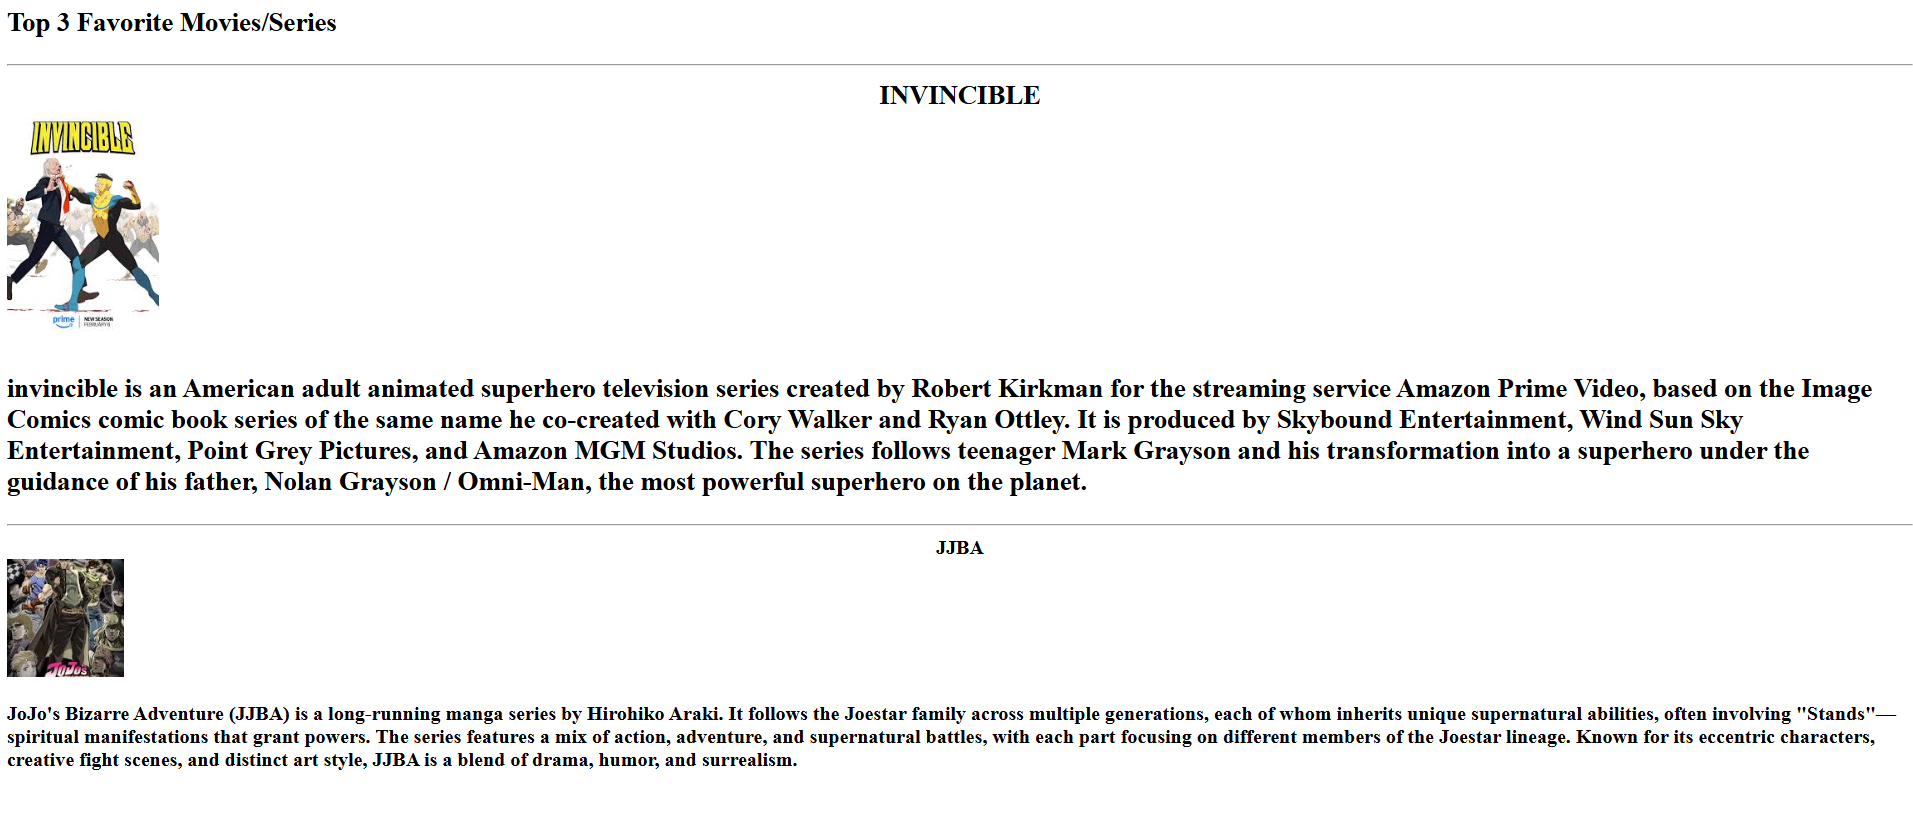 Top 3 Favorite Movies/Series
INVINCIBLE
INVINCIBLE
prime
NEW SEASON
FEBRUARY 6
invincible is an American adult animated superhero television series created by Robert Kirkman for the streaming service Amazon Prime Video, based on the Image
Comics comic book series of the same name he co-created with Cory Walker and Ryan Ottley. It is produced by Skybound Entertainment, Wind Sun Sky
Entertainment, Point Grey Pictures, and Amazon MGM Studios. The series follows teenager Mark Grayson and his transformation into a superhero under the
guidance of his father, Nolan Grayson / Omni-Man, the most powerful superhero on the planet.
JJBA
JoJos
JoJo's Bizarre Adventure (JJBA) is a long-running manga series by Hirohiko Araki. It follows the Joestar family across multiple generations, each of whom inherits unique supernatural abilities, often involving "Stands"—
spiritual manifestations that grant powers. The series features a mix of action, adventure, and supernatural battles, with each part focusing on different members of the Joestar lineage. Known for its eccentric characters,
creative fight scenes, and distinct art style, JJBA is a blend of drama, humor, and surrealism.